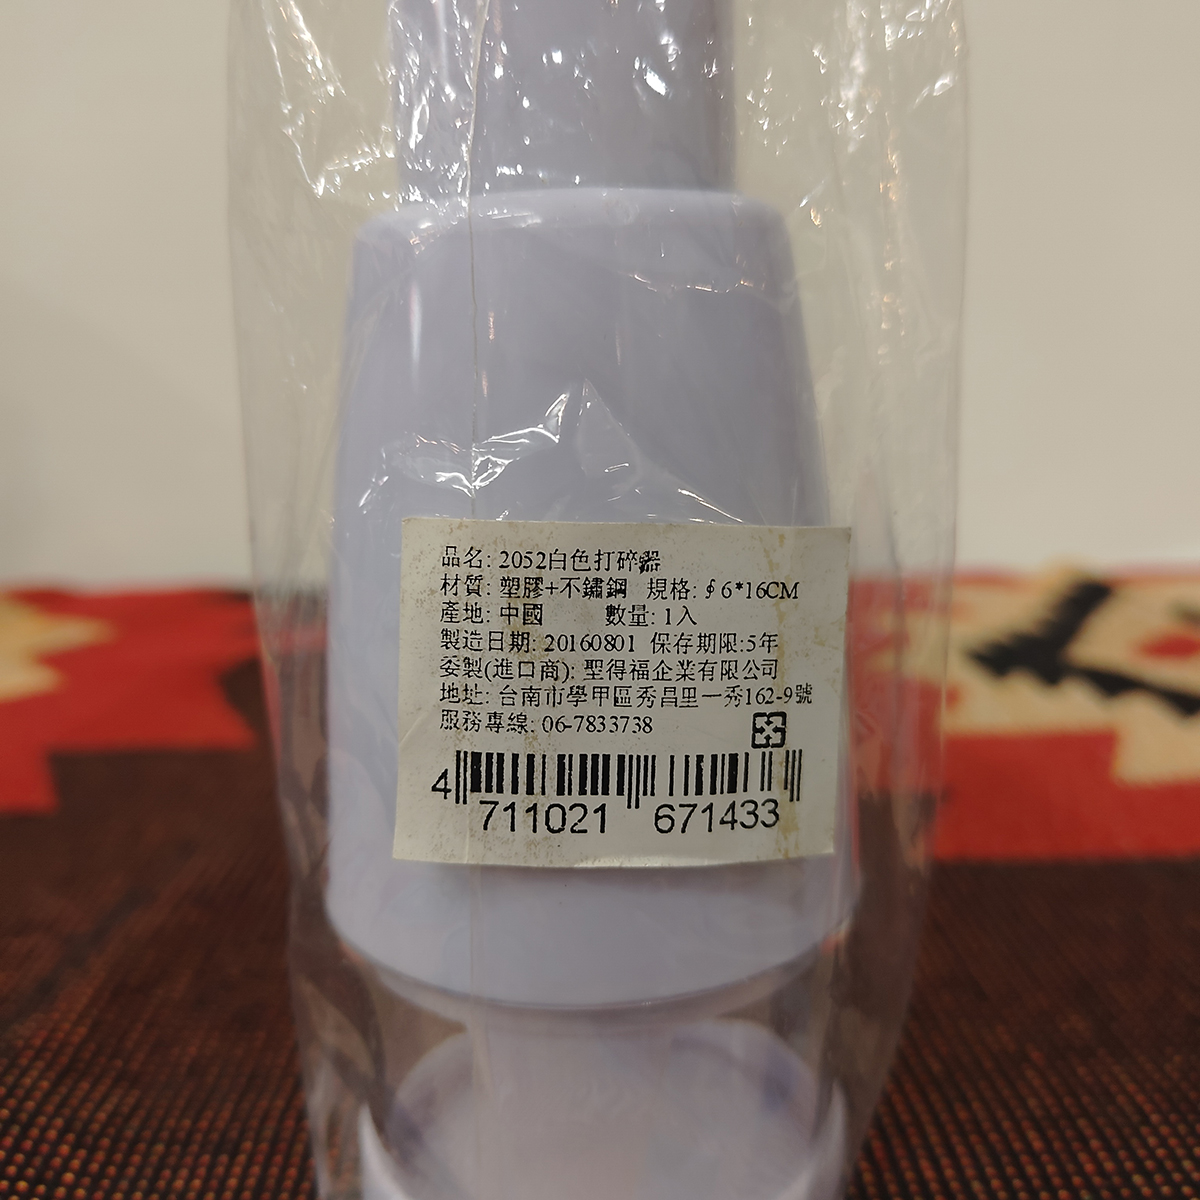 品名: 2052白色打碎器
材質: 塑膠+不鏽鋼 規格: ∮6*16CM
產地: 中國 數量: 1入
製造日期: 20160801 保存期限:5年
委製(進口商): 聖得福企業有限公司
地址: 台南市學甲區秀昌里一秀162-9號
服務專線: 06-7833738
4 711021 671433